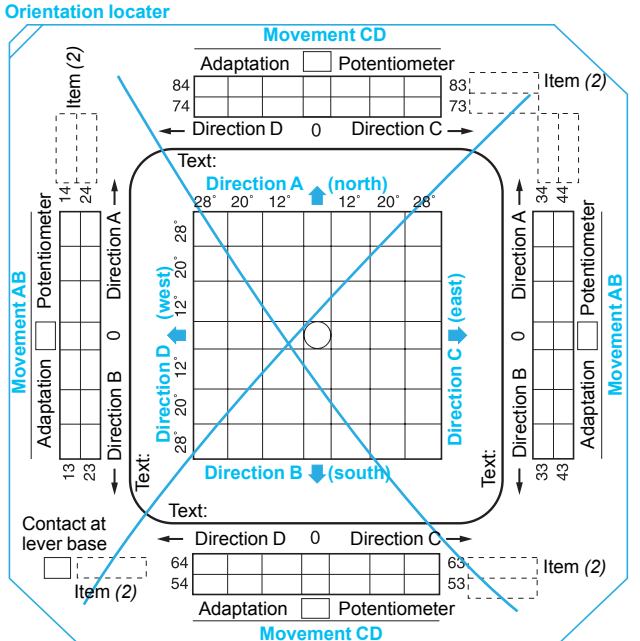 Orientation locater
Movement CD
Adaptation Potentiometer
84 83 Item (2)
74 73
Direction D 0 Direction C
Item (2)
14 24
34 44
Text:
Direction A (north)
28° 20° 12° 12° 20° 28°
Movement AB
Adaptation Potentiometer
Direction B 0 Direction A
13 23
Text:
Direction D (west)
28° 20° 12° 12° 20° 28°
Direction C (east)
Text:
Direction B 0 Direction A
33 43
Adaptation Potentiometer
Movement AB
Direction B (south)
Text:
Contact at
lever base
Item (2)
Direction D 0 Direction C
64 63 Item (2)
54 53
Adaptation Potentiometer
Movement CD